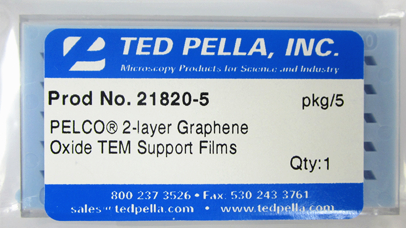 TED PELLA, INC.
Microscopy Products for Science and Industry
Prod No. 21820-5 pkg/5
PELCO® 2-layer Graphene
Oxide TEM Support Films
Qty:1
800 237 3526 • Fax: 530 243 3761
sales@tedpella.com • www.tedpella.com